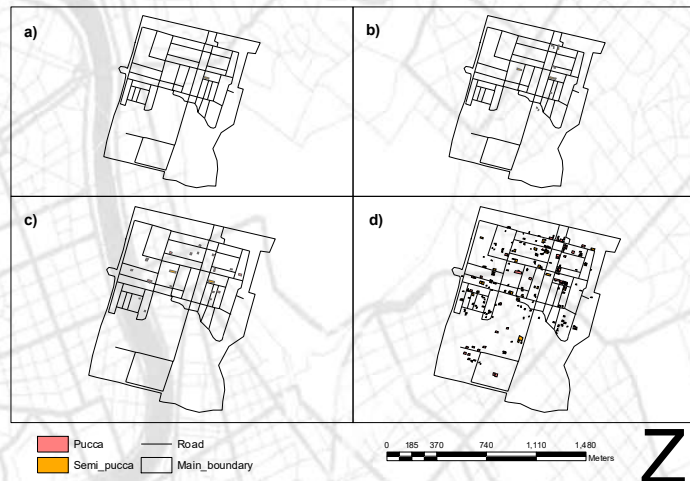 a)
b)
c)
d)
Pucca
Road
Semi_pucca
Main_boundary
0 185 370 740 1,110 1,480
Meters
Z